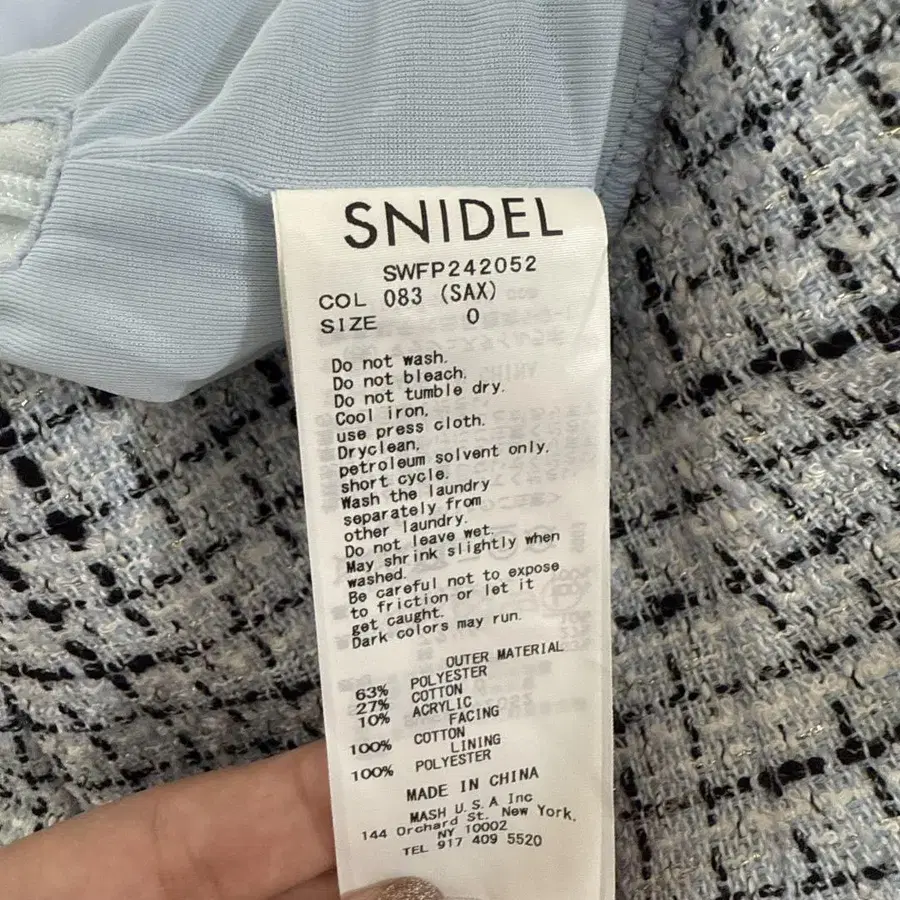 SNIDEL
SWFP242052
COL 083 (SAX)
SIZE 0
Do not wash.
Do not bleach.
Do not tumble dry.
Cool iron.
use press cloth.
Dryclean.
petroleum solvent only.
short cycle.
Wash the laundry
separately from
other laundry.
Do not leave wet.
May shrink slightly when
washed.
Be careful not to expose
to friction or let it
get caught.
Dark colors may run.
OUTER MATERIAL
63% POLYESTER
27% COTTON
10% ACRYLIC
FACING
100% COTTON
LINING
100% POLYESTER
MADE IN CHINA
MASH U.S.A Inc
144 Orchard St. New York,
NY 10002
TEL 917 409 5520